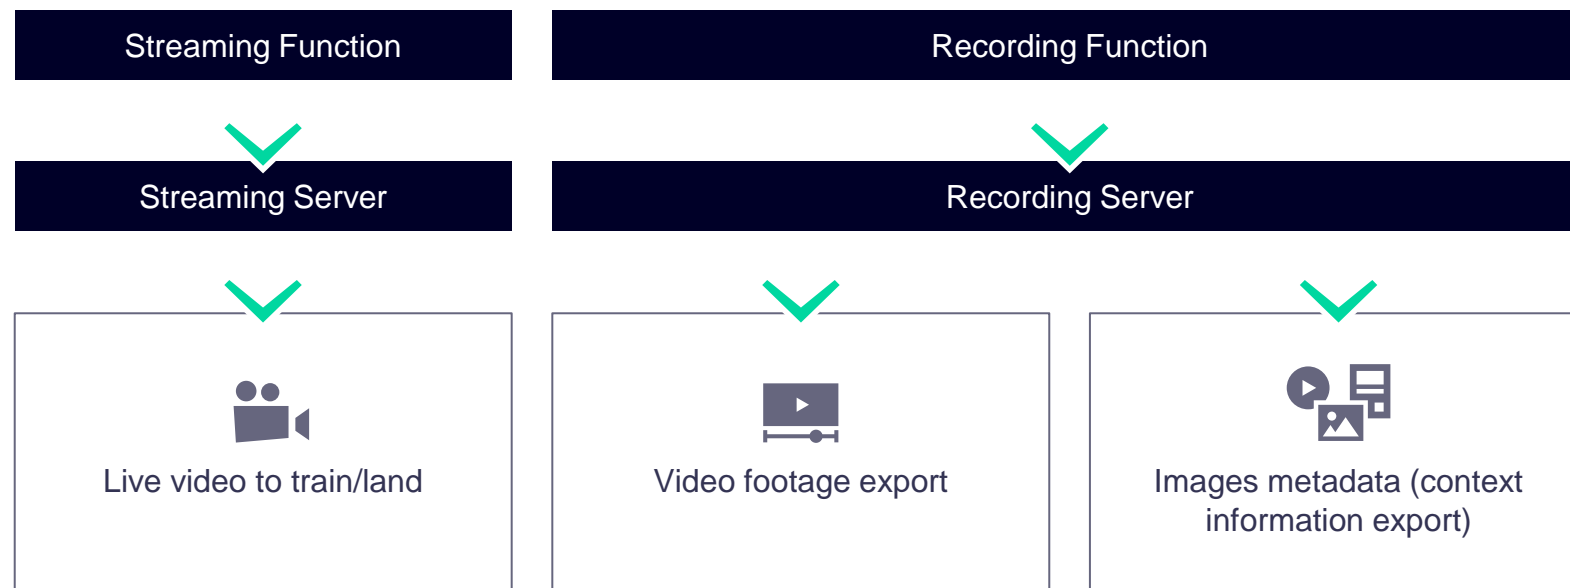 Streaming Function
Recording Function
Streaming Server
Recording Server
Live video to train/land
Video footage export
Images metadata (context
information export)